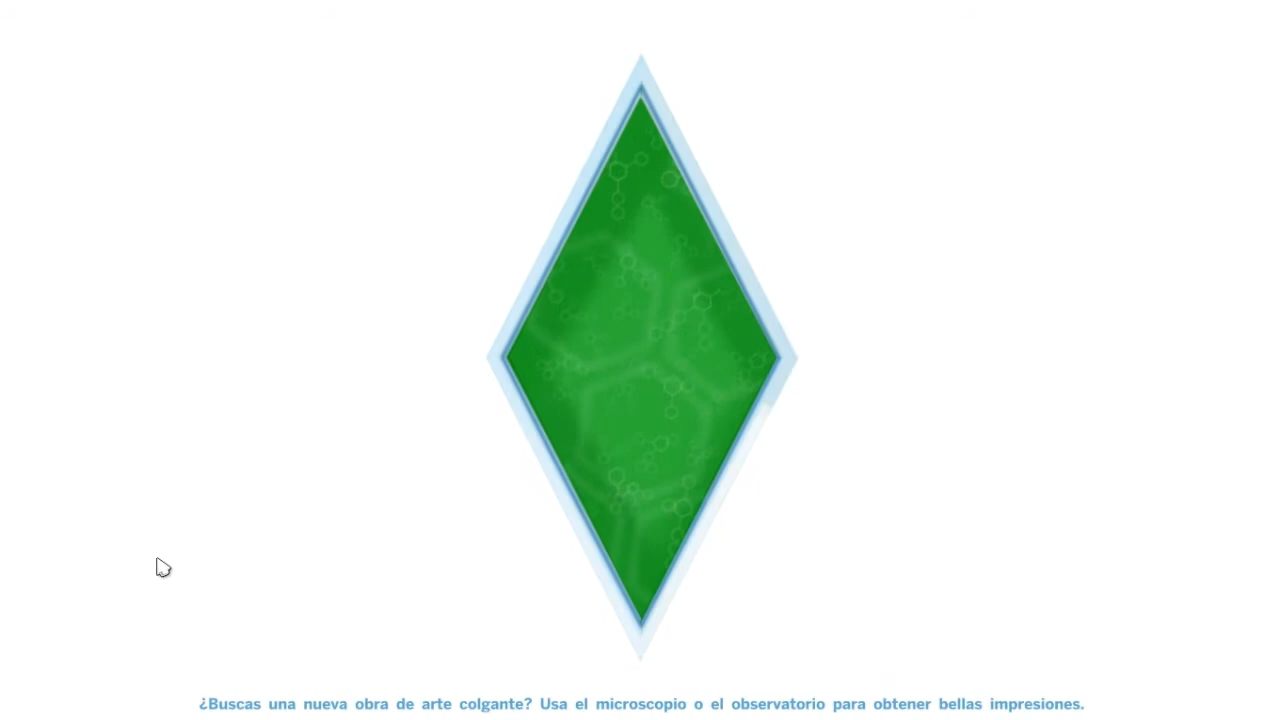 ¿Buscas una nueva obra de arte colgante? Usa el microscopio o el observatorio para obtener bellas impresiones.